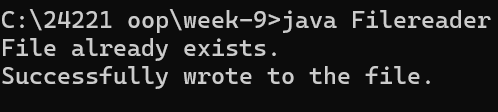 C:\24221 oop\week-9>java Filereader
File already exists.
Successfully wrote to the file.